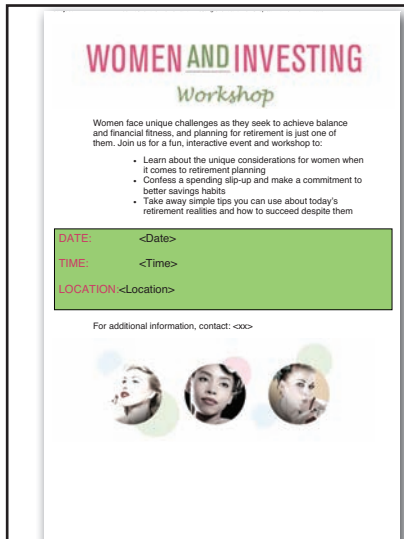 WOMEN AND INVESTING
Workshop
Women face unique challenges as they seek to achieve balance
and financial fitness, and planning for retirement is just one of
them. Join us for a fun, interactive event and workshop to:
• Learn about the unique considerations for women when
it comes to retirement planning
• Confess a spending slip-up and make a commitment to
better savings habits
• Take away simple tips you can use about today's
retirement realities and how to succeed despite them
DATE: <Date>
TIME: <Time>
LOCATION:<Location>
For additional information, contact: <xx>